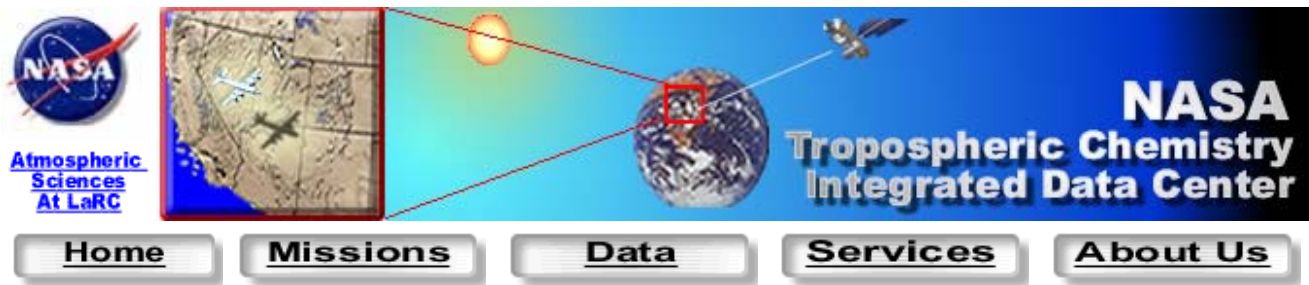 NASA
Atmospheric
Sciences
At LaRC
NASA
Tropospheric Chemistry
Integrated Data Center
Home
Missions
Data
Services
About Us